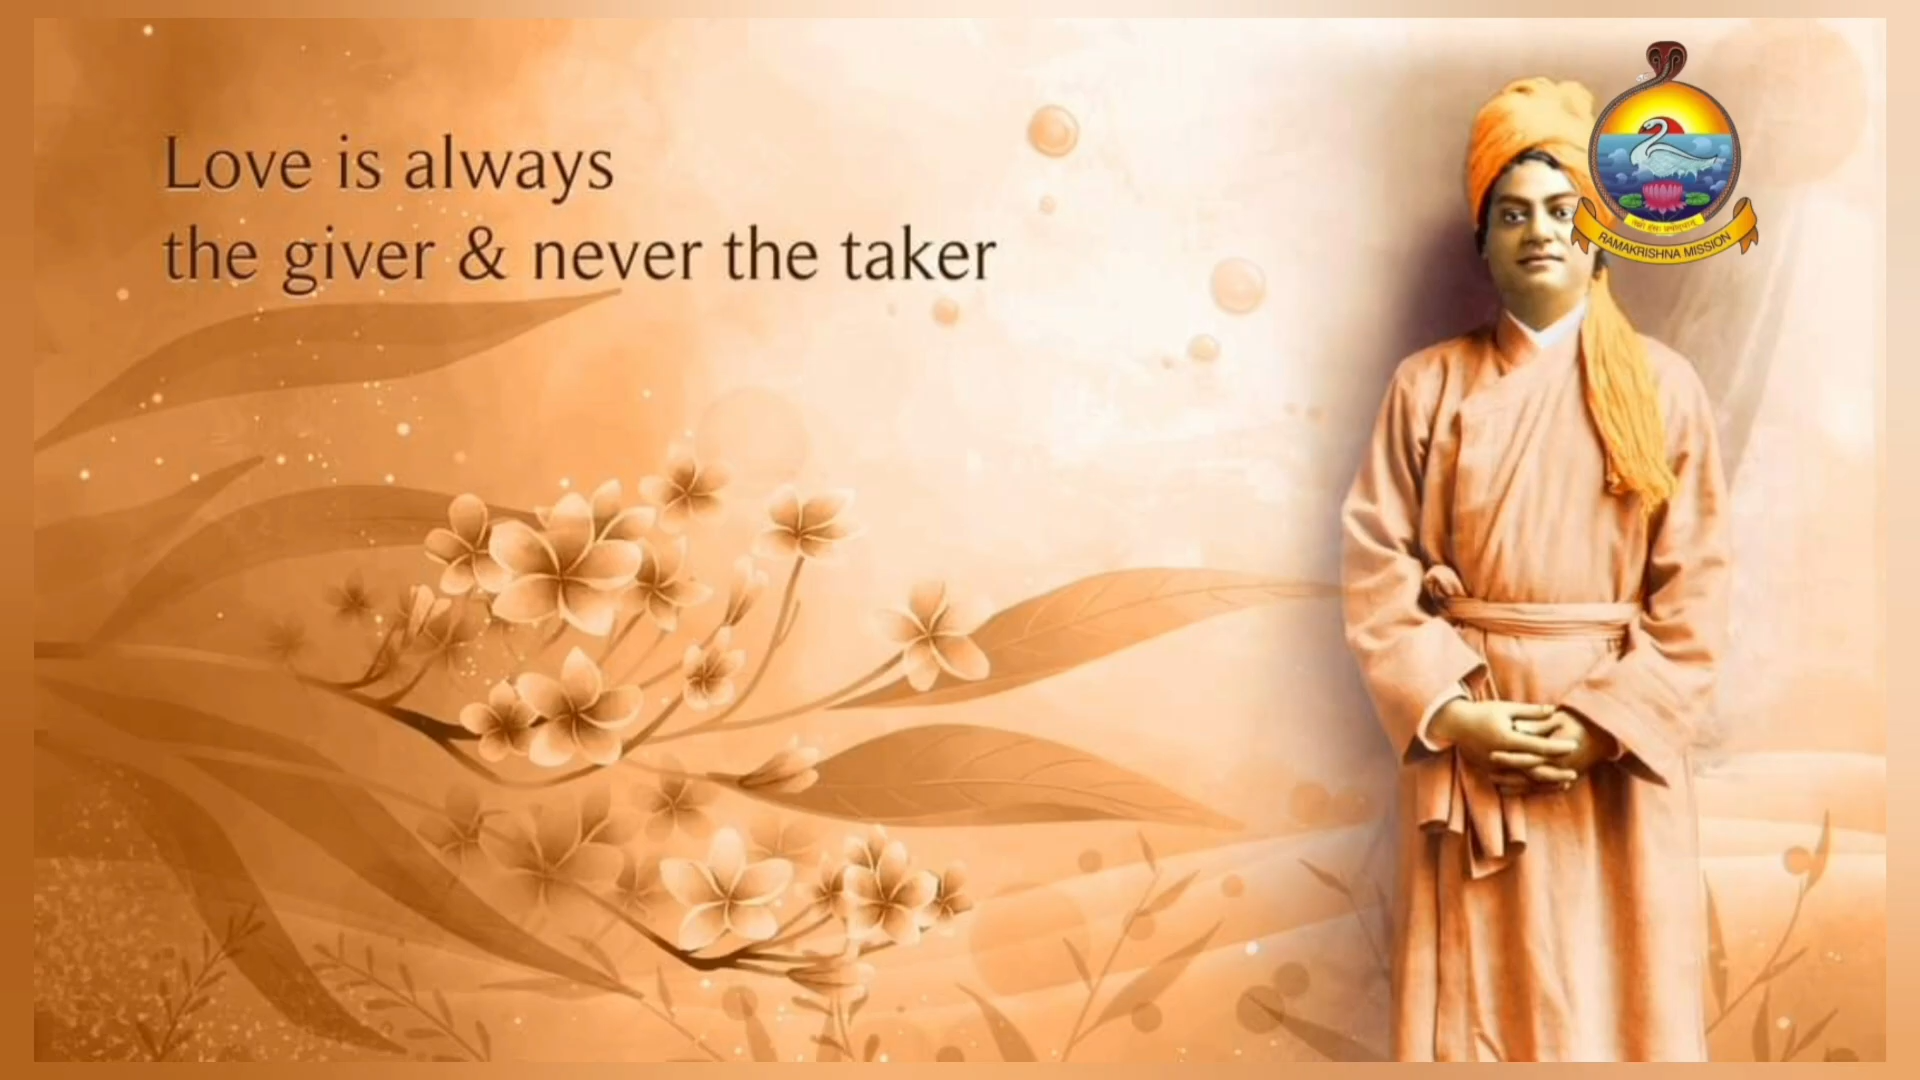 Love is always
the giver & never the taker
RAMAKRISHNA MISSION